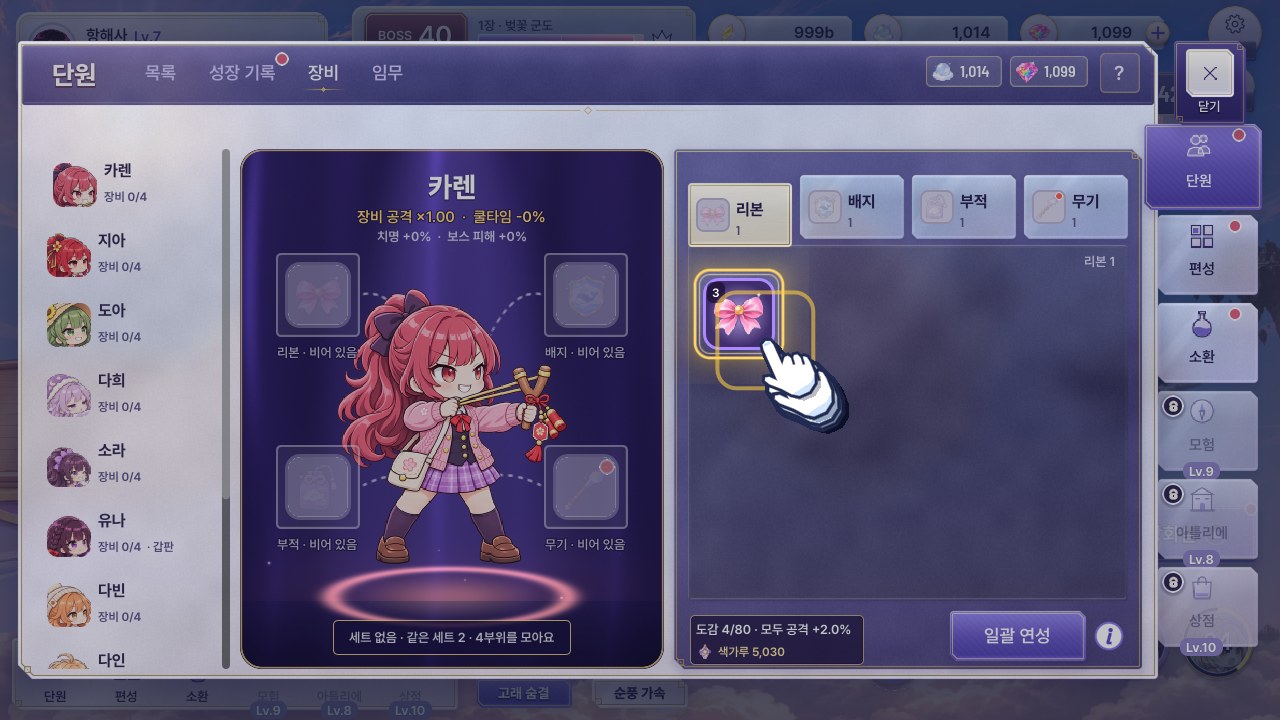 항해사 Lv.7
BOSS 40
1장 · 벚꽃 군도
999b
1,014
1,099
단원
목록
성장 기록
장비
임무
1,014
1,099
?
닫기
카렌
장비 0/4
지아
장비 0/4
도아
장비 0/4
다희
장비 0/4
소라
장비 0/4
유나
장비 0/4 · 갑판
다빈
장비 0/4
다인
카렌
장비 공격 ×1.00 · 쿨타임 -0%
치명 +0% · 보스 피해 +0%
리본 · 비어 있음
배지 · 비어 있음
부적 · 비어 있음
무기 · 비어 있음
세트 없음 · 같은 세트 2 · 4부위를 모아요
리본
1
배지
1
부적
1
무기
1
리본 1
3
도감 4/80 · 모두 공격 +2.0%
색가루 5,030
일괄 연성
i
단원
편성
소환
모험
Lv.9
아틀리에
Lv.8
상점
Lv.10
단원
편성
소환
모험
Lv.9
아틀리에
Lv.8
상점
Lv.10
고래 숨결
순풍 가속